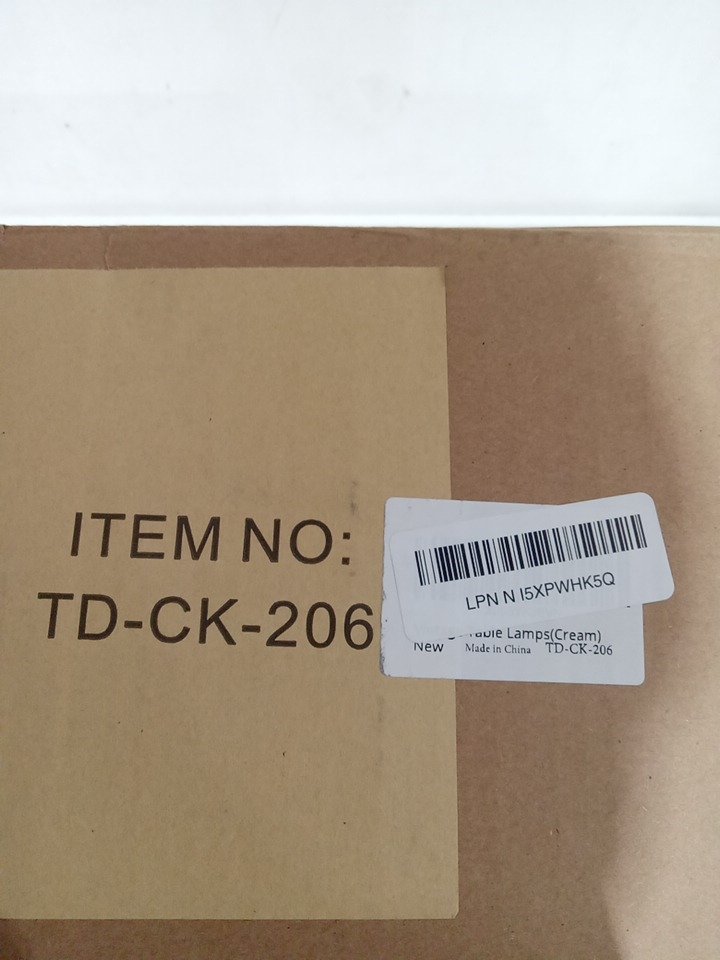 ITEM NO:
TD-CK-206
LPN N I5XPWHK5Q
Table Lamps(Cream)
New Made in China TD-CK-206